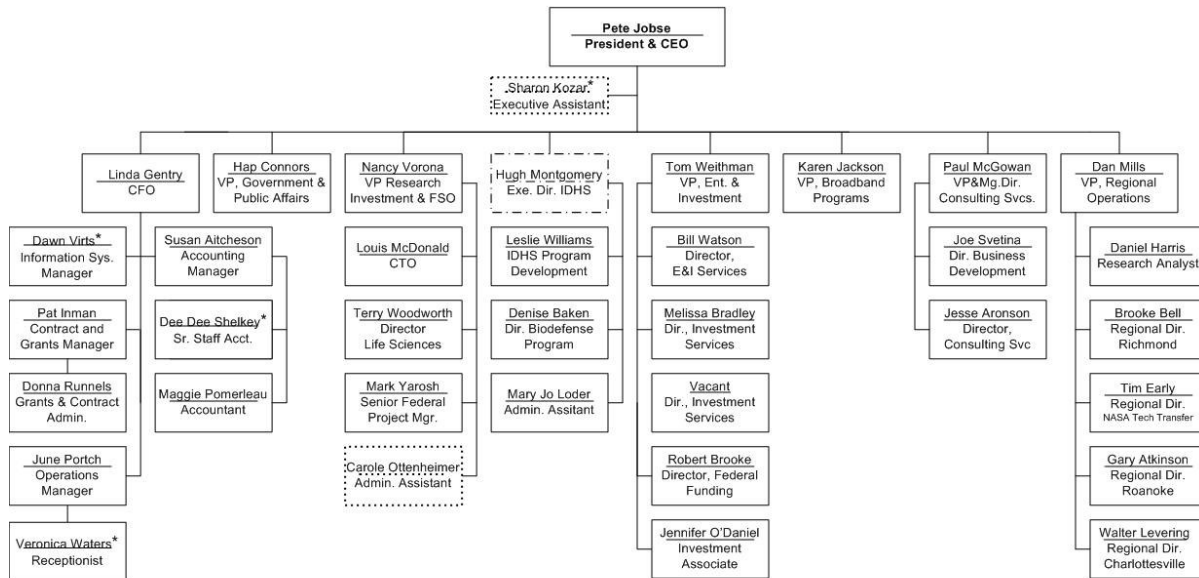 Pete Jobse
President & CEO
Sharon Kozar*
Executive Assistant
Linda Gentry
CFO
Hap Connors
VP, Government &
Public Affairs
Nancy Vorona
VP Research
Investment & FSO
Hugh Montgomery
Exe. Dir. IDHS
Tom Weithman
VP, Ent. &
Investment
Karen Jackson
VP, Broadband
Programs
Paul McGowan
VP&Mg.Dir.
Consulting Svcs.
Dan Mills
VP, Regional
Operations
Dawn Virts*
Information Sys.
Manager
Susan Aitcheson
Accounting
Manager
Louis McDonald
CTO
Leslie Williams
IDHS Program
Development
Bill Watson
Director,
E&I Services
Joe Svetina
Dir. Business
Development
Daniel Harris
Research Analyst
Pat Inman
Contract and
Grants Manager
Dee Dee Shelkey*
Sr. Staff Acct.
Terry Woodworth
Director
Life Sciences
Denise Baken
Dir. Biodefense
Program
Melissa Bradley
Dir., Investment
Services
Jesse Aronson
Director,
Consulting Svc
Brooke Bell
Regional Dir.
Richmond
Donna Runnels
Grants & Contract
Admin.
Maggie Pomerleau
Accountant
Mark Yarosh
Senior Federal
Project Mgr.
Mary Jo Loder
Admin. Assitant
Vacant
Dir., Investment
Services
Tim Early
Regional Dir.
NASA Tech Transfer
June Portch
Operations
Manager
Carole Ottenheimer
Admin. Assistant
Robert Brooke
Director, Federal
Funding
Gary Atkinson
Regional Dir.
Roanoke
Veronica Waters*
Receptionist
Jennifer O'Daniel
Investment
Associate
Walter Levering
Regional Dir.
Charlottesville